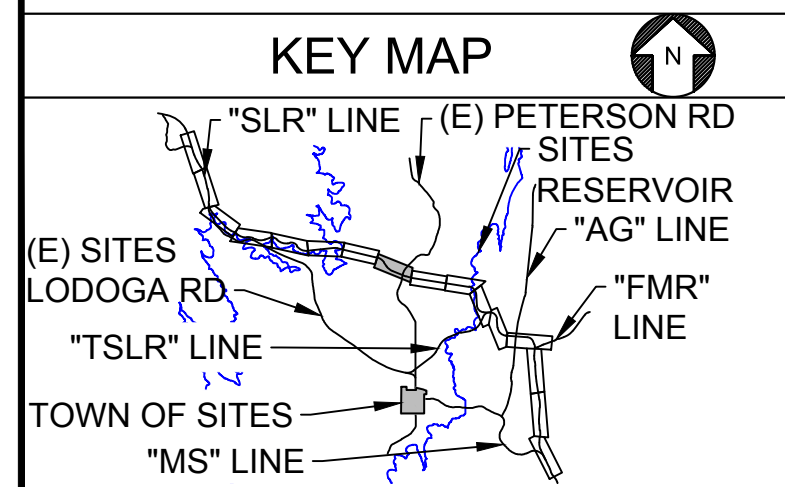 KEY MAP
N
"SLR" LINE
(E) PETERSON RD
SITES
RESERVOIR
"AG" LINE
(E) SITES
LODOGA RD
"FMR"
LINE
"TSLR" LINE
TOWN OF SITES
"MS" LINE